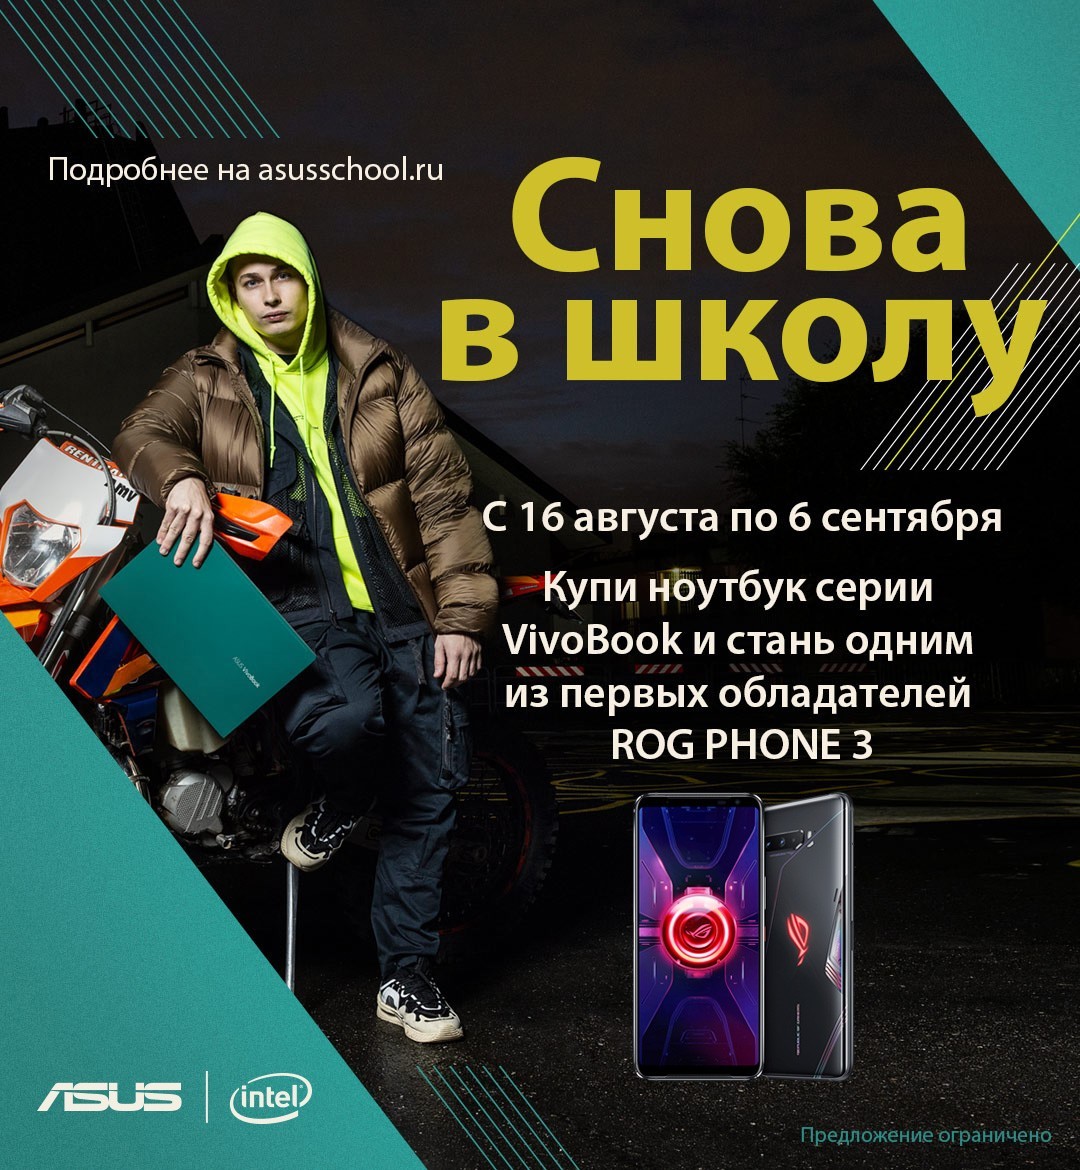 Подробнее на asusschool.ru
Снова
в школу
С 16 августа по 6 сентября
Купи ноутбук серии
VivoBook и стань одним
из первых обладателей
ROG PHONE 3
ASUS VivoBook
ASUS
intel
Предложение ограничено